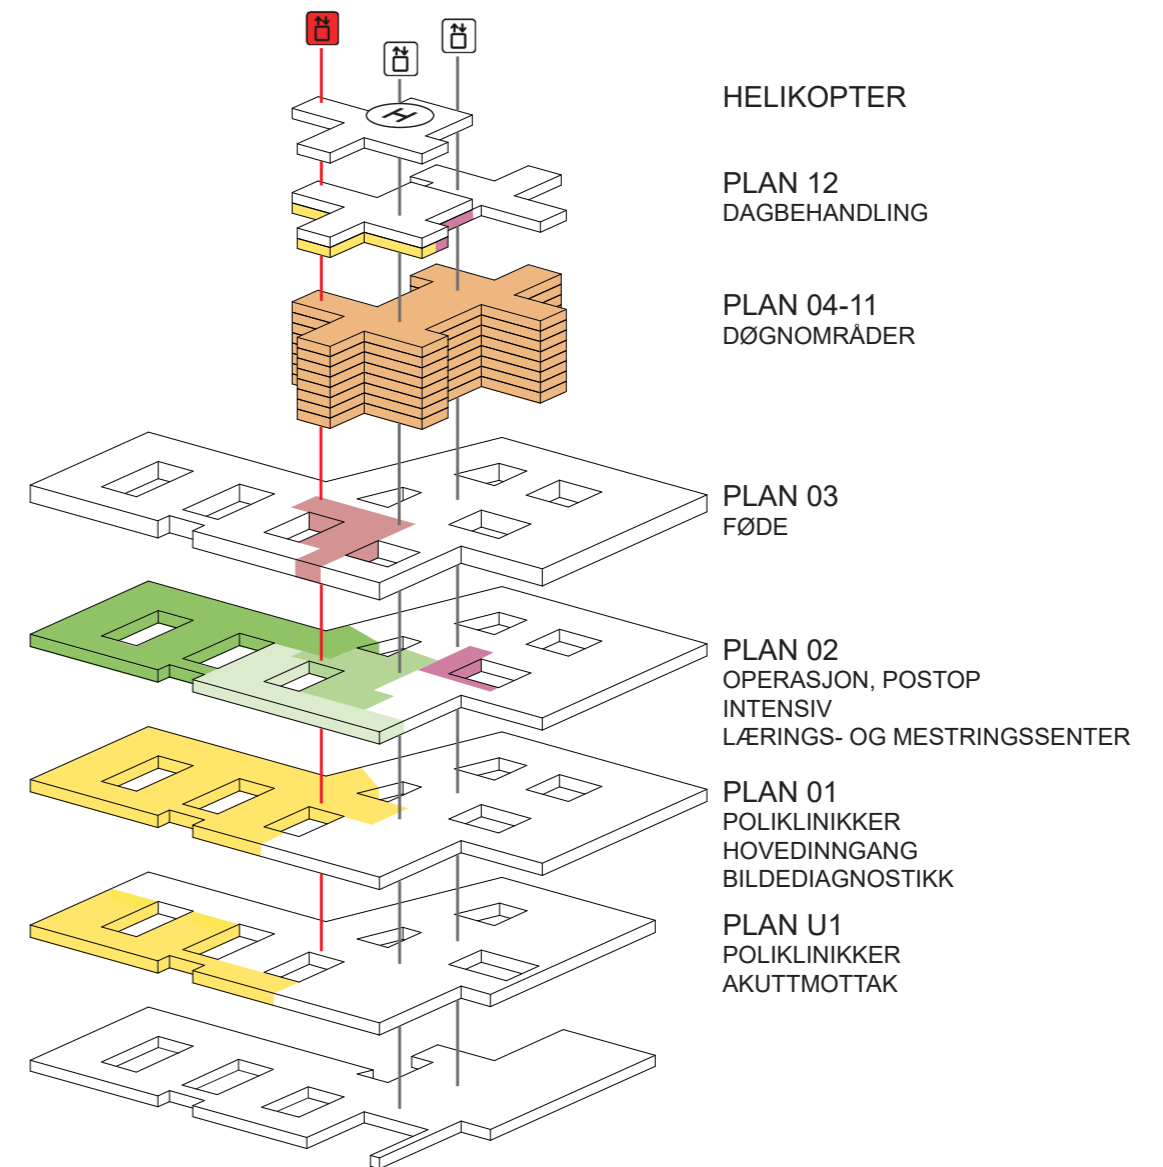 HELIKOPTER
H
PLAN 12
DAGBEHANDLING
PLAN 04-11
DØGNOMRÅDER
PLAN 03
FØDE
PLAN 02
OPERASJON, POSTOP
INTENSIV
LÆRINGS- OG MESTRINGSSENTER
PLAN 01
POLIKLINIKKER
HOVEDINNGANG
BILDEDIAGNOSTIKK
PLAN U1
POLIKLINIKKER
AKUTTMOTTAK